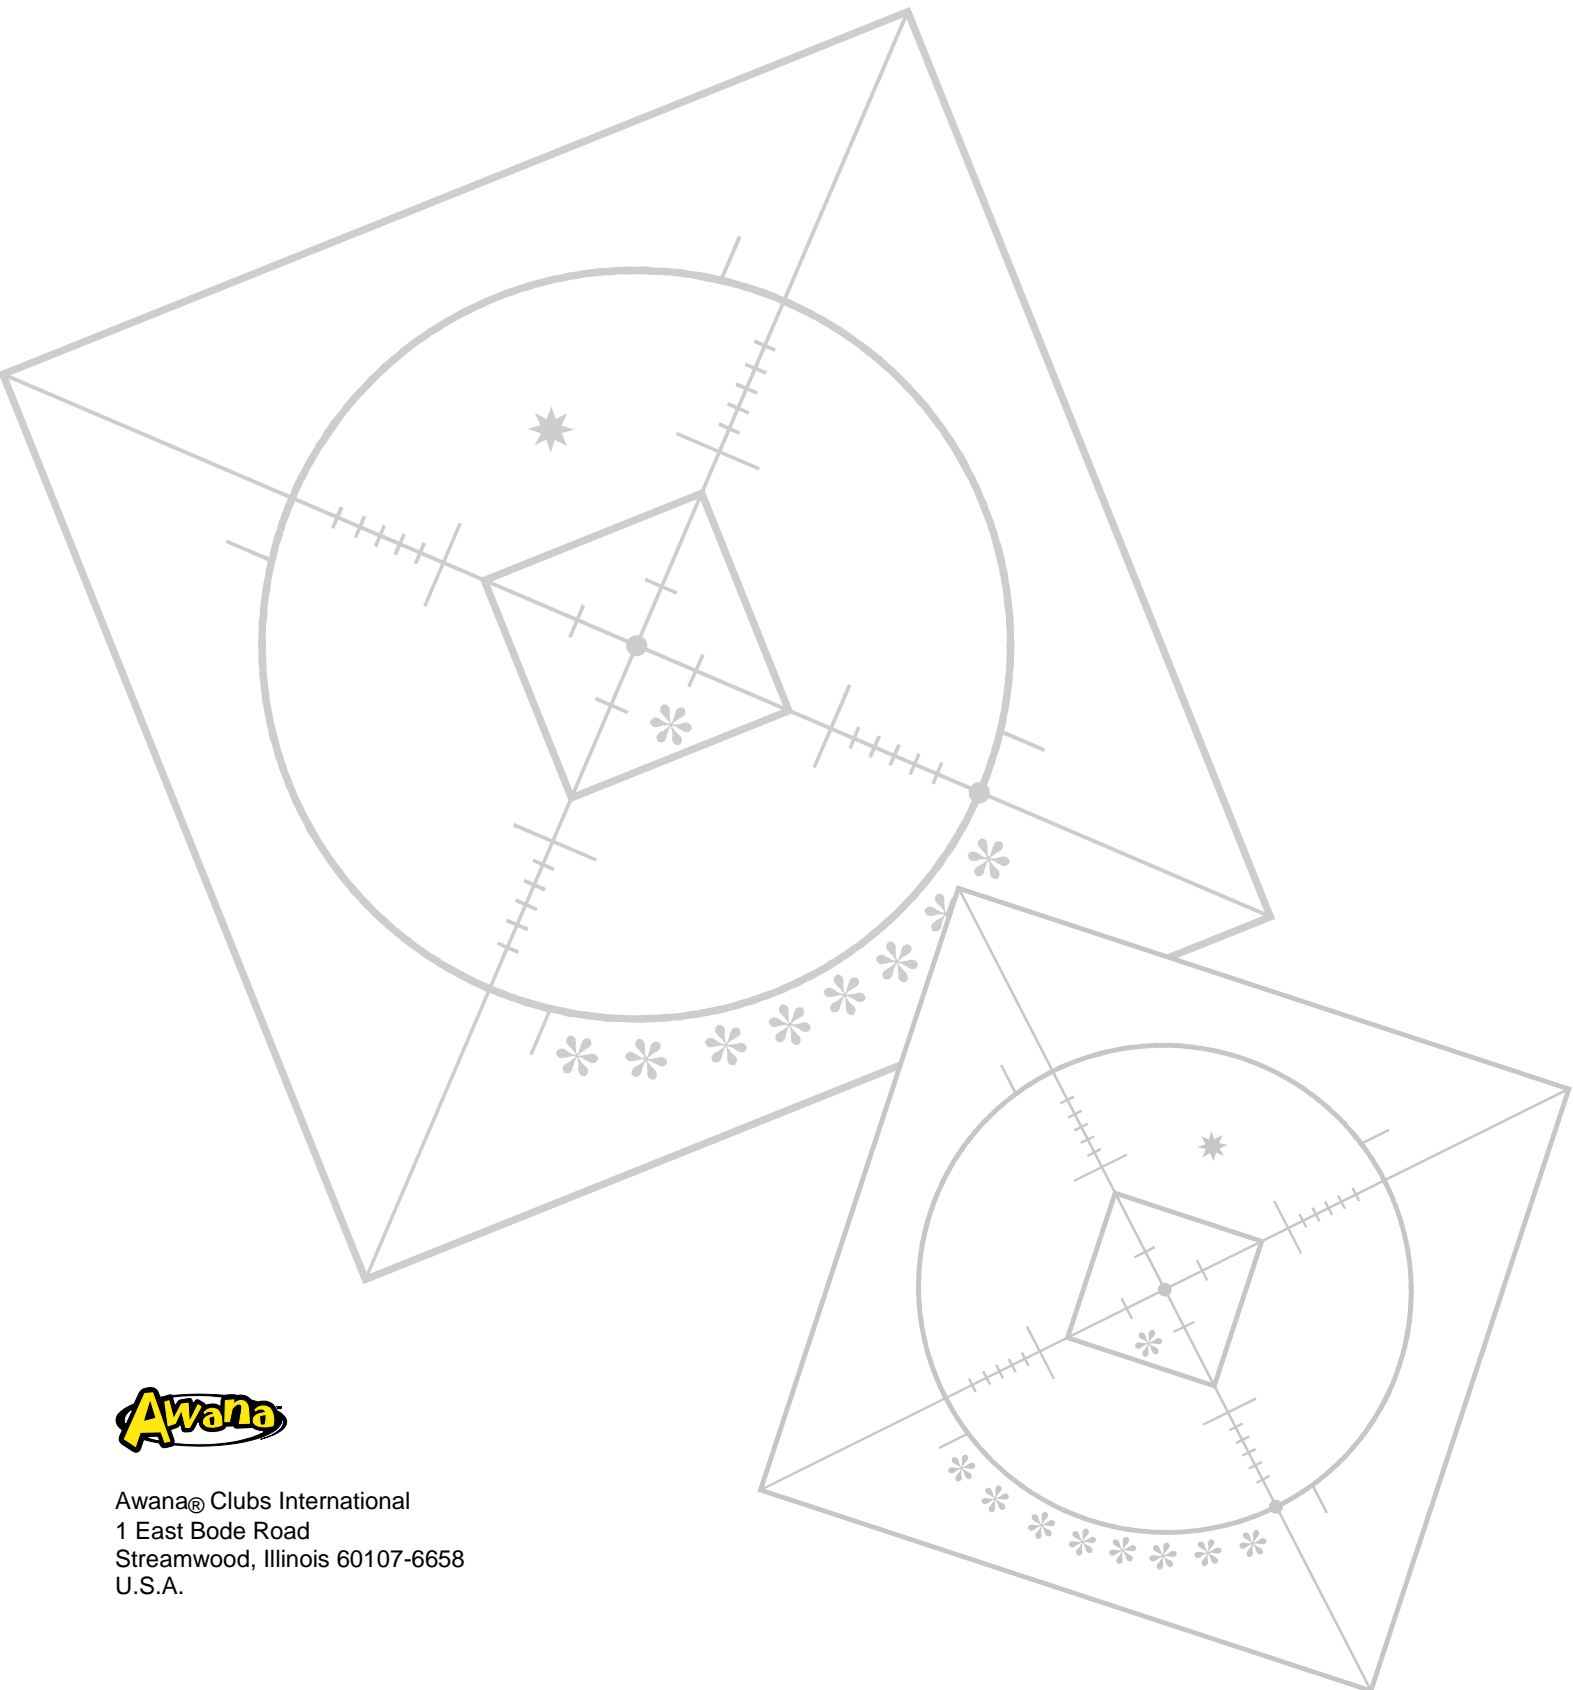 Awana
Awana® Clubs International
1 East Bode Road
Streamwood, Illinois 60107-6658
U.S.A.